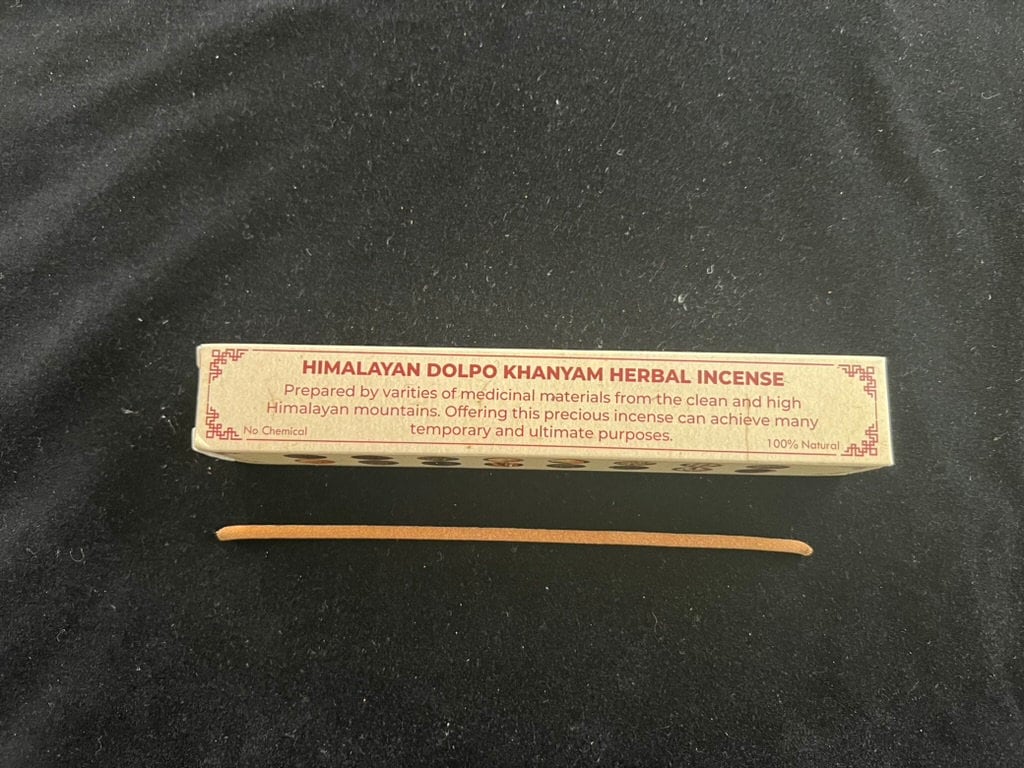 HIMALAYAN DOLPO KHANYAM HERBAL INCENSE
Prepared by varities of medicinal materials from the clean and high
Himalayan mountains. Offering this precious incense can achieve many
temporary and ultimate purposes.
No Chemical
100% Natural